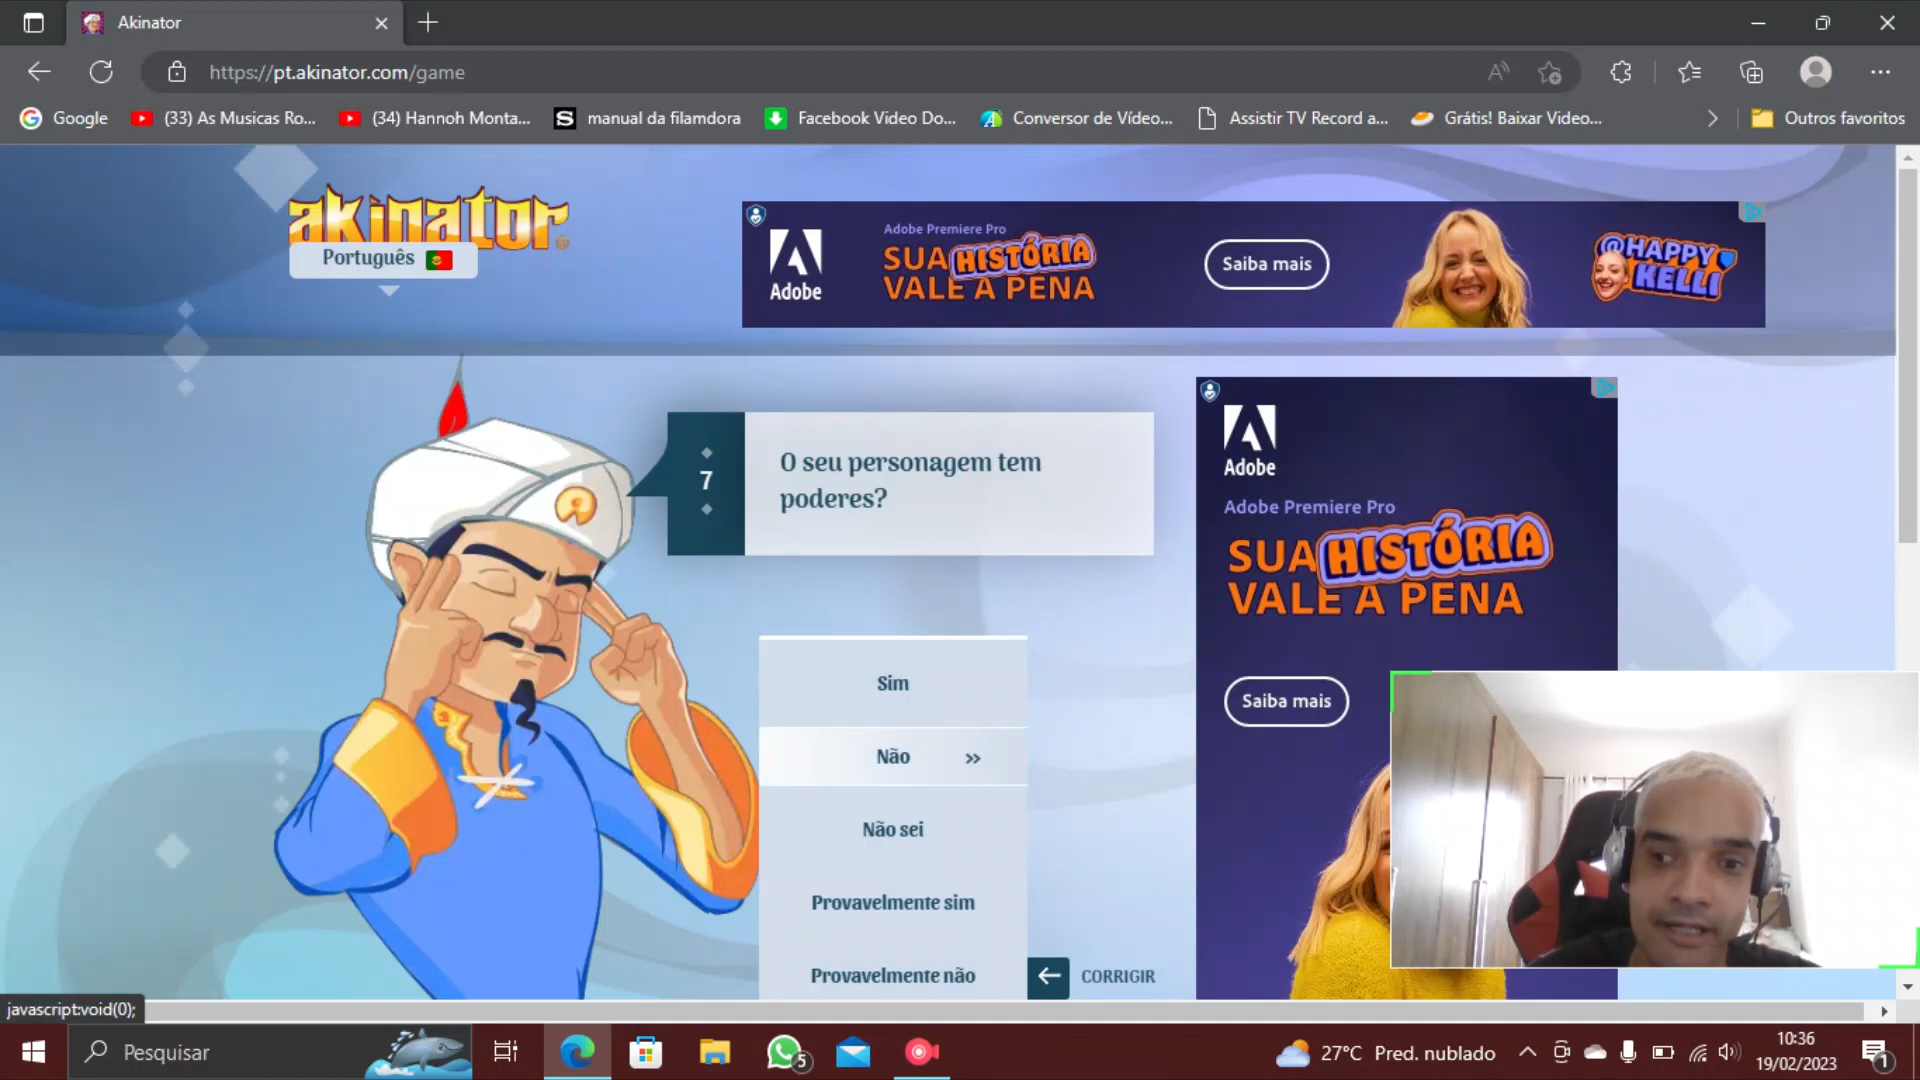 Akinator
https://pt.akinator.com/game
Google
(33) As Musicas Ro...
(34) Hannoh Monta...
manual da filamdora
Facebook Video Do...
Conversor de Vídeo...
Assistir TV Record a...
Grátis! Baixar Video...
Outros favoritos
akinator
Português
Adobe
Adobe Premiere Pro
SUA HISTÓRIA
VALE A PENA
Saiba mais
@HAPPY
KELLI
7
O seu personagem tem
poderes?
Sim
Não
Não sei
Provavelmente sim
Provavelmente não
CORRIGIR
Adobe
Adobe Premiere Pro
SUA HISTÓRIA
VALE A PENA
Saiba mais
javascript:void(0);
Pesquisar
5
27°C Pred. nublado
10:36
19/02/2023
1